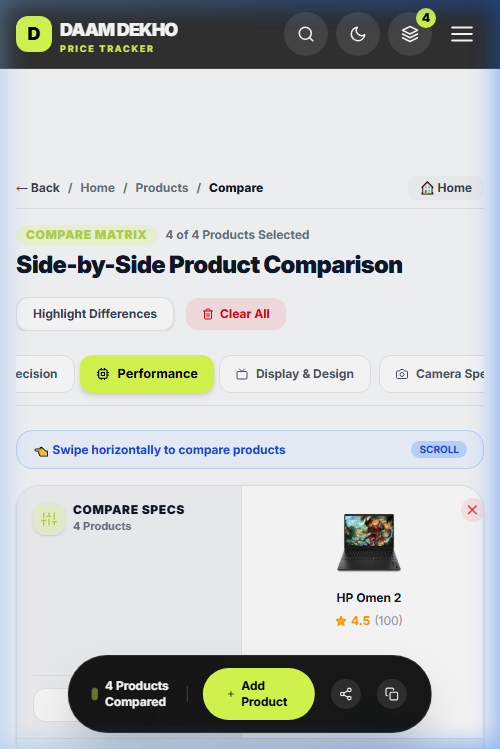 D DAAM DEKHO
PRICE TRACKER
4
← Back / Home / Products / Compare
Home
COMPARE MATRIX 4 of 4 Products Selected
Side-by-Side Product Comparison
Highlight Differences
Clear All
ecision
Performance
Display & Design
Camera Spe
Swipe horizontally to compare products
SCROLL
COMPARE SPECS
4 Products
HP Omen 2
4.5 (100)
4 Products
Compared
+ Add
Product